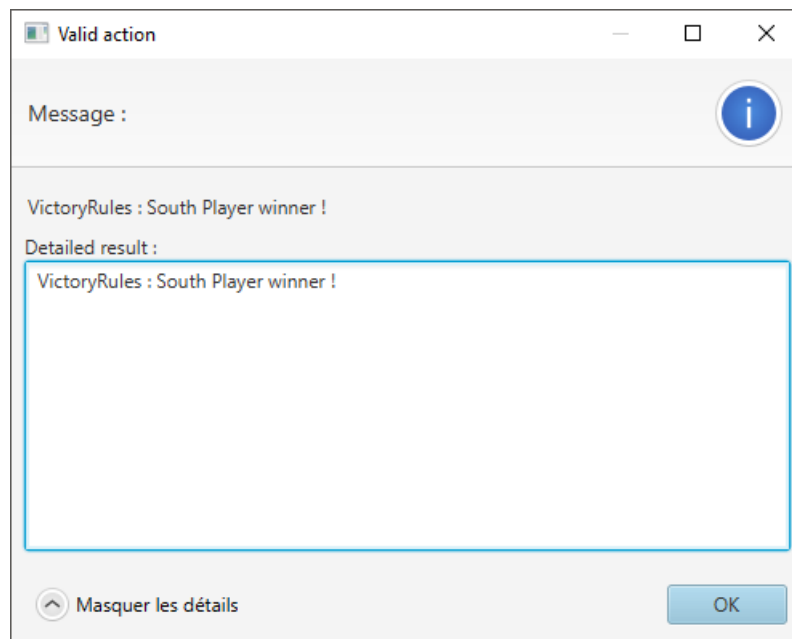 Valid action
Message :
i
VictoryRules : South Player winner !
Detailed result :
VictoryRules : South Player winner !
Masquer les détails
OK